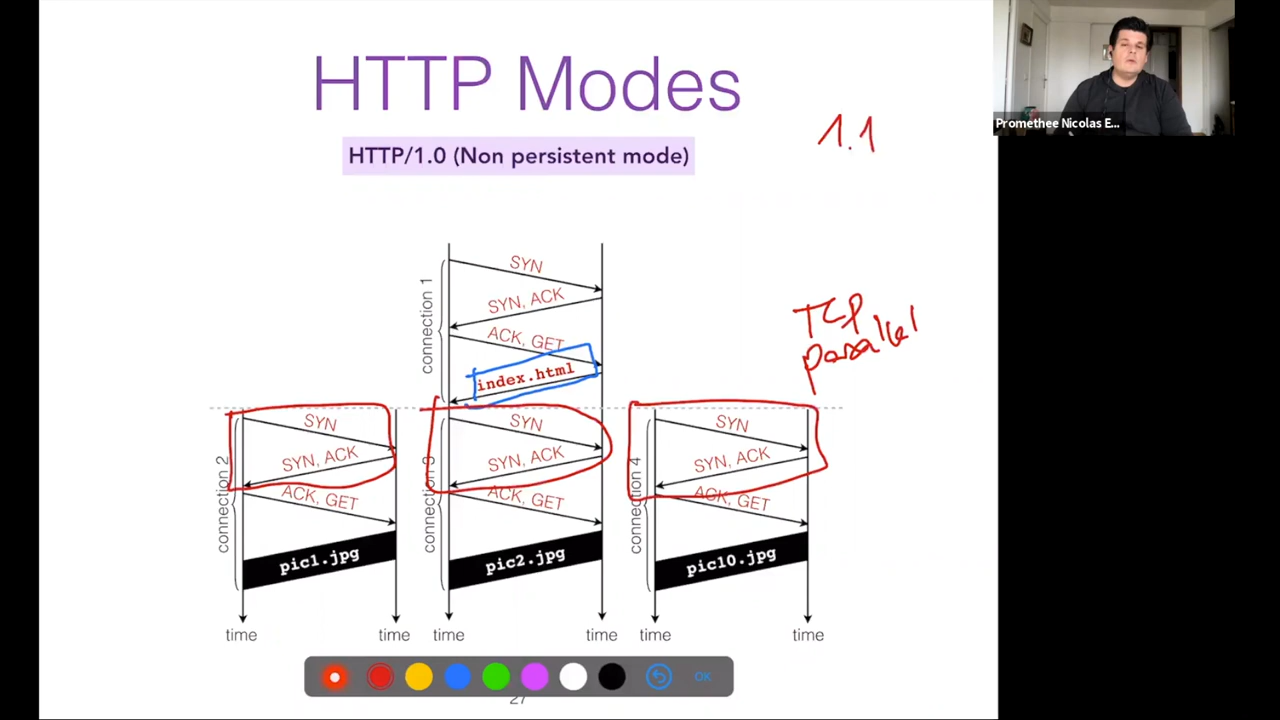 HTTP Modes
Promethee Nicolas E...
1.1
HTTP/1.0 (Non persistent mode)
connection 1
SYN
SYN, ACK
ACK, GET
index.html
TCP
parallel
connection 2
SYN
SYN, ACK
ACK, GET
pic1.jpg
connection 3
SYN
SYN, ACK
ACK, GET
pic2.jpg
connection 4
SYN
SYN, ACK
ACK, GET
pic10.jpg
time time time time time time
OK
27